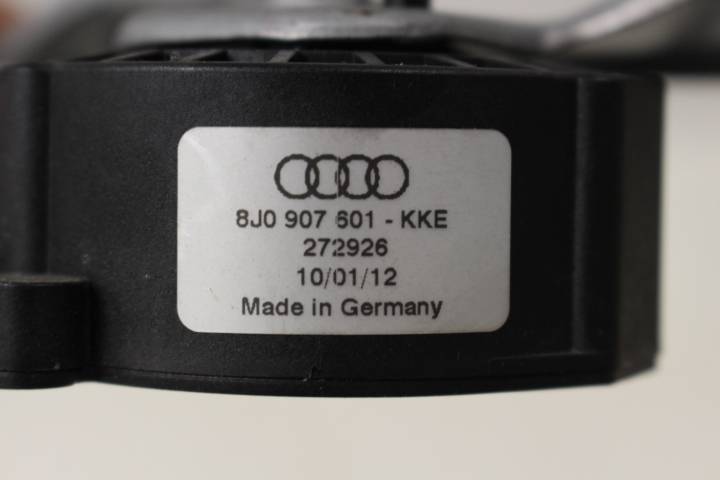 8J0 907 601 - KKE
272926
10/01/12
Made in Germany